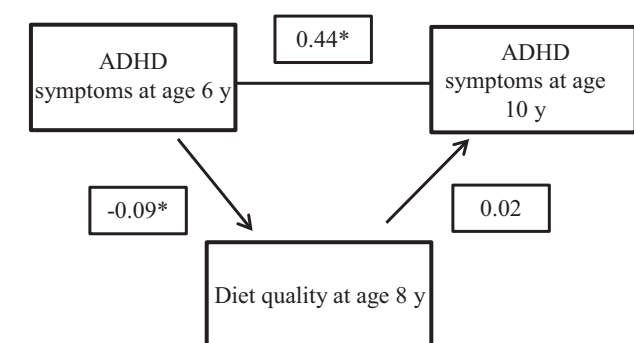 ADHD
symptoms at age 6 y
0.44*
ADHD
symptoms at age
10 y
-0.09*
0.02
Diet quality at age 8 y